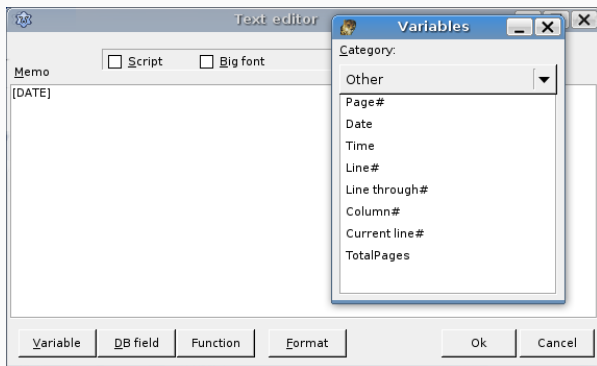 Text editor
Variables
Script
Big font
Memo
[DATE]
Category:
Other
Page#
Date
Time
Line#
Line through#
Column#
Current line#
TotalPages
Variable
DB field
Function
Format
Ok
Cancel